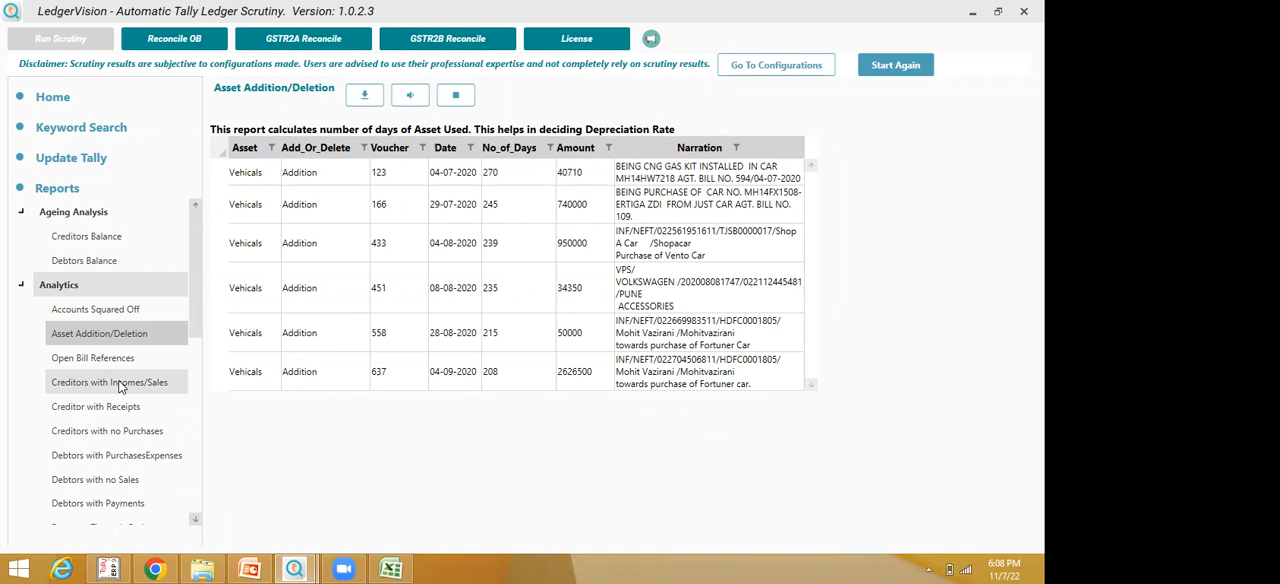 LedgerVision - Automatic Tally Ledger Scrutiny. Version: 1.0.2.3
Run Scrutiny
Reconcile OB
GSTR2A Reconcile
GSTR2B Reconcile
License
Disclaimer: Scrutiny results are subjective to configurations made. Users are advised to use their professional expertise and not completely rely on scrutiny results.
Go To Configurations
Start Again
Home
Keyword Search
Update Tally
Reports
Ageing Analysis
Creditors Balance
Debtors Balance
Analytics
Accounts Squared Off
Asset Addition/Deletion
Open Bill References
Creditors with Incomes/Sales
Creditor with Receipts
Creditors with no Purchases
Debtors with PurchasesExpenses
Debtors with no Sales
Debtors with Payments
Asset Addition/Deletion
This report calculates number of days of Asset Used. This helps in deciding Depreciation Rate
Asset Add_Or_Delete Voucher Date No_of_Days Amount Narration
Vehicals Addition 123 04-07-2020 270 40710 BEING CNG GAS KIT INSTALLED IN CAR
MH14HW7218 AGT. BILL NO. 594/04-07-2020
Vehicals Addition 166 29-07-2020 245 740000 BEING PURCHASE OF CAR NO. MH14FX1508-
ERTIGA ZDI FROM JUST CAR AGT. BILL NO.
109.
Vehicals Addition 433 04-08-2020 239 950000 INF/NEFT/022561951611/TJSB0000017/Shop
A Car /Shopacar
Purchase of Vento Car
Vehicals Addition 451 08-08-2020 235 34350 VPS/
VOLKSWAGEN /202008081747/022112445481
/PUNE
ACCESSORIES
Vehicals Addition 558 28-08-2020 215 50000 INF/NEFT/022669983511/HDFC0001805/
Mohit Vazirani /Mohitvazirani
towards purchase of Fortuner Car
Vehicals Addition 637 04-09-2020 208 2626500 INF/NEFT/022704506811/HDFC0001805/
Mohit Vazirani /Mohitvazirani
towards purchase of Fortuner car.
6:08 PM
11/7/22